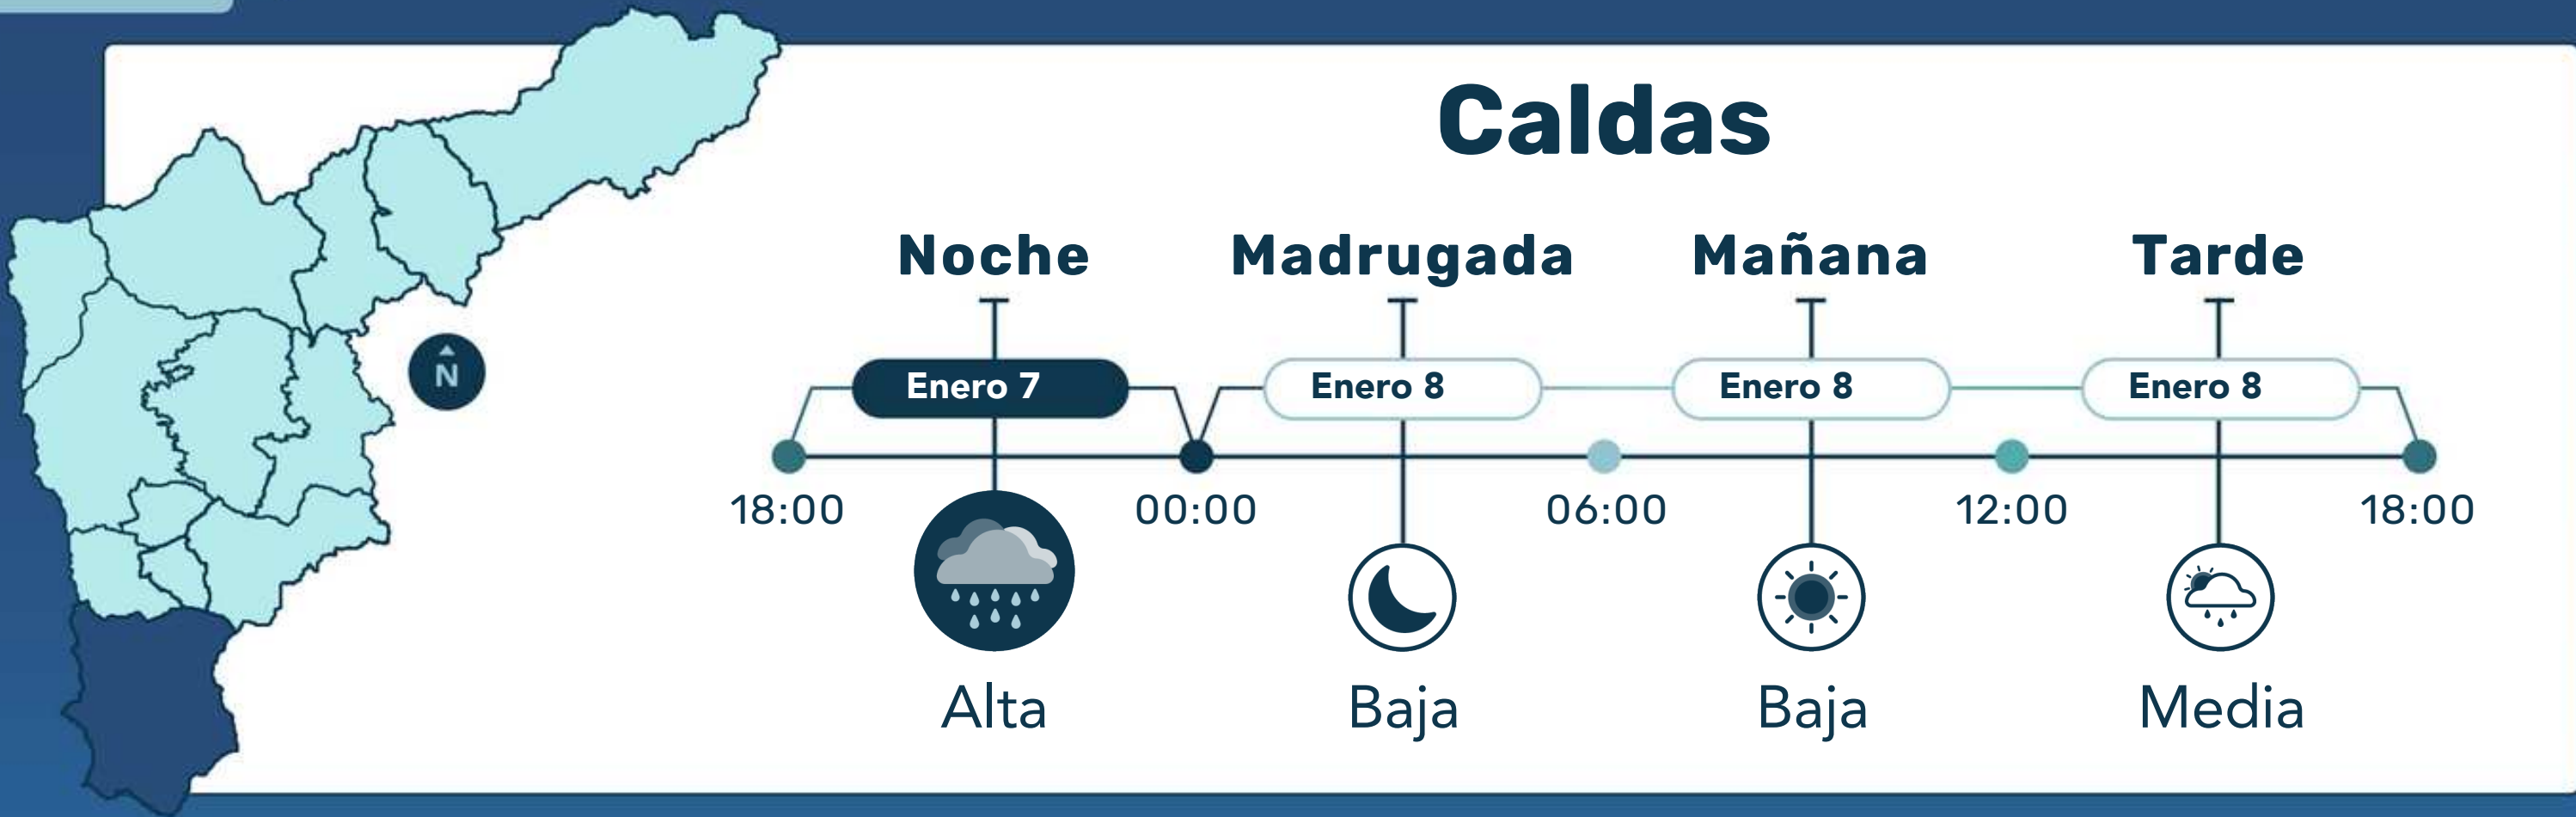 Caldas
Noche Madrugada Mañana Tarde
N
Enero 7 Enero 8 Enero 8 Enero 8
18:00 00:00 06:00 12:00 18:00
Alta Baja Baja Media